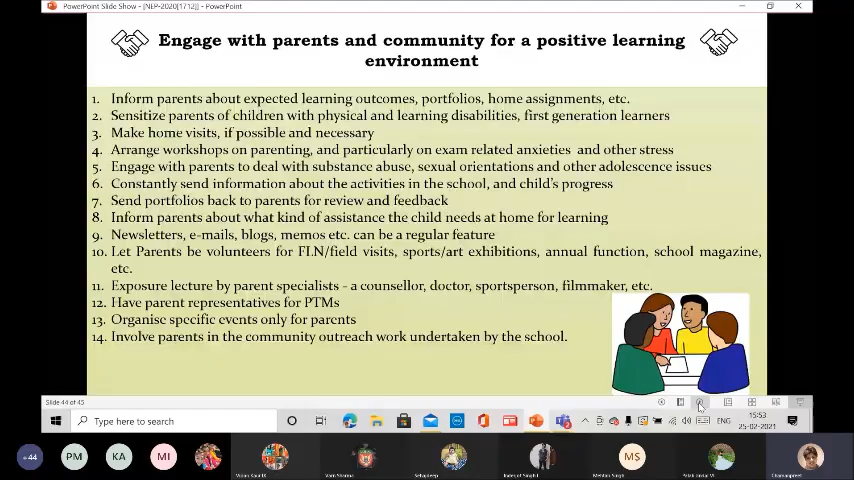 PowerPoint Slide Show - [NEP-2020[1712]] - PowerPoint
Engage with parents and community for a positive learning
environment
1. Inform parents about expected learning outcomes, portfolios, home assignments, etc.
2. Sensitize parents of children with physical and learning disabilities, first generation learners
3. Make home visits, if possible and necessary
4. Arrange workshops on parenting, and particularly on exam related anxieties and other stress
5. Engage with parents to deal with substance abuse, sexual orientations and other adolescence issues
6. Constantly send information about the activities in the school, and child's progress
7. Send portfolios back to parents for review and feedback
8. Inform parents about what kind of assistance the child needs at home for learning
9. Newsletters, e-mails, blogs, memos etc. can be a regular feature
10. Let Parents be volunteers for FLN/field visits, sports/art exhibitions, annual function, school magazine,
etc.
11. Exposure lecture by parent specialists - a counsellor, doctor, sportsperson, filmmaker, etc.
12. Have parent representatives for PTMs
13. Organise specific events only for parents
14. Involve parents in the community outreach work undertaken by the school.
Slide 44 of 45
Type here to search
ENG
15:53
25-02-2021
+44
PM
KA
MI
MS
Varn Sharma
Sehajdeep
Mehtan Singh
Chamanpreet